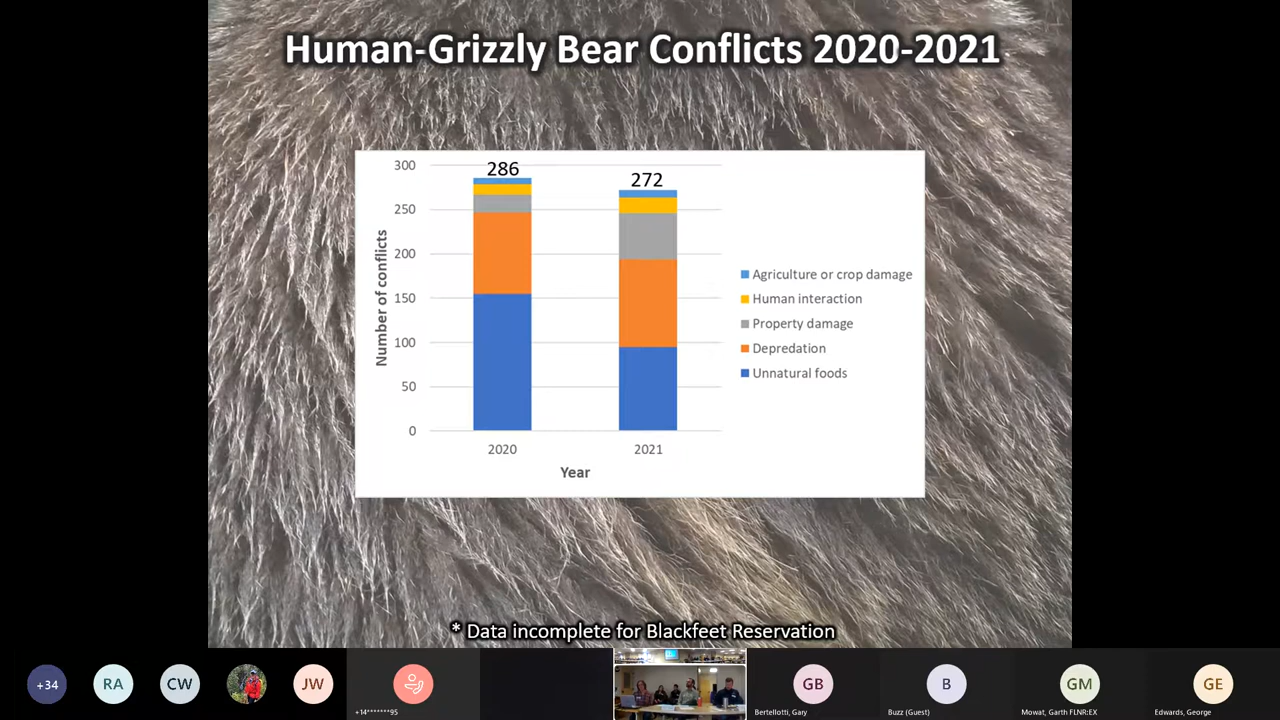 Human-Grizzly Bear Conflicts 2020-2021
300
250
200
150
100
50
0
Number of conflicts
286
272
2020
2021
Year
Agriculture or crop damage
Human interaction
Property damage
Depredation
Unnatural foods
* Data incomplete for Blackfeet Reservation
+34
RA
CW
JW
+14*******95
GB
Bertellotti, Gary
B
Buzz (Guest)
GM
Mowat, Garth FLNR:EX
GE
Edwards, George